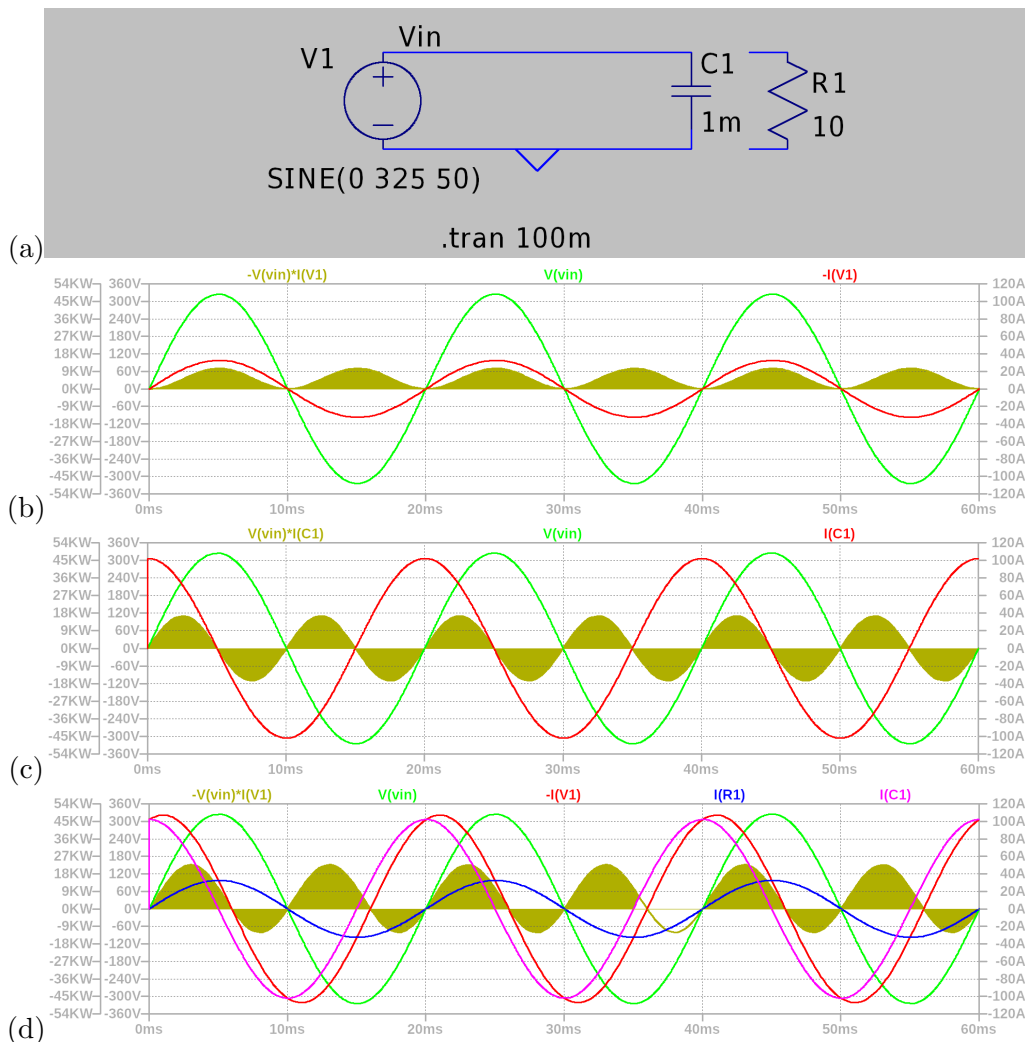 Vin
V1
C1
R1
1m
10
SINE(0 325 50)
.tran 100m
(a)
-V(vin)*I(V1) V(vin) -I(V1)
54KW 360V 120A
45KW 300V 100A
36KW 240V 80A
27KW 180V 60A
18KW 120V 40A
9KW 60V 20A
0KW 0V 0A
-9KW -60V -20A
-18KW -120V -40A
-27KW -180V -60A
-36KW -240V -80A
-45KW -300V -100A
-54KW -360V -120A
0ms 10ms 20ms 30ms 40ms 50ms 60ms
(b)
V(vin)*I(C1) V(vin) I(C1)
54KW 360V 120A
45KW 300V 100A
36KW 240V 80A
27KW 180V 60A
18KW 120V 40A
9KW 60V 20A
0KW 0V 0A
-9KW -60V -20A
-18KW -120V -40A
-27KW -180V -60A
-36KW -240V -80A
-45KW -300V -100A
-54KW -360V -120A
0ms 10ms 20ms 30ms 40ms 50ms 60ms
(c)
-V(vin)*I(V1) V(vin) -I(V1) I(R1) I(C1)
54KW 360V 120A
45KW 300V 100A
36KW 240V 80A
27KW 180V 60A
18KW 120V 40A
9KW 60V 20A
0KW 0V 0A
-9KW -60V -20A
-18KW -120V -40A
-27KW -180V -60A
-36KW -240V -80A
-45KW -300V -100A
-54KW -360V -120A
0ms 10ms 20ms 30ms 40ms 50ms 60ms
(d)